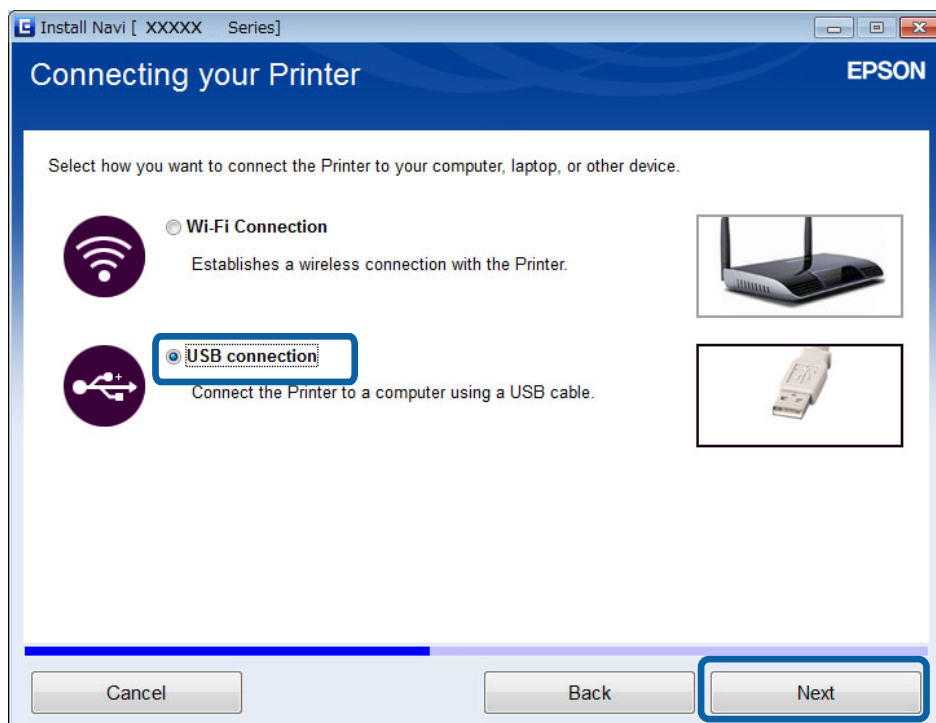 Install Navi [ XXXXX Series]
Connecting your Printer
EPSON
Select how you want to connect the Printer to your computer, laptop, or other device.
Wi-Fi Connection
Establishes a wireless connection with the Printer.
USB connection
Connect the Printer to a computer using a USB cable.
Cancel
Back
Next